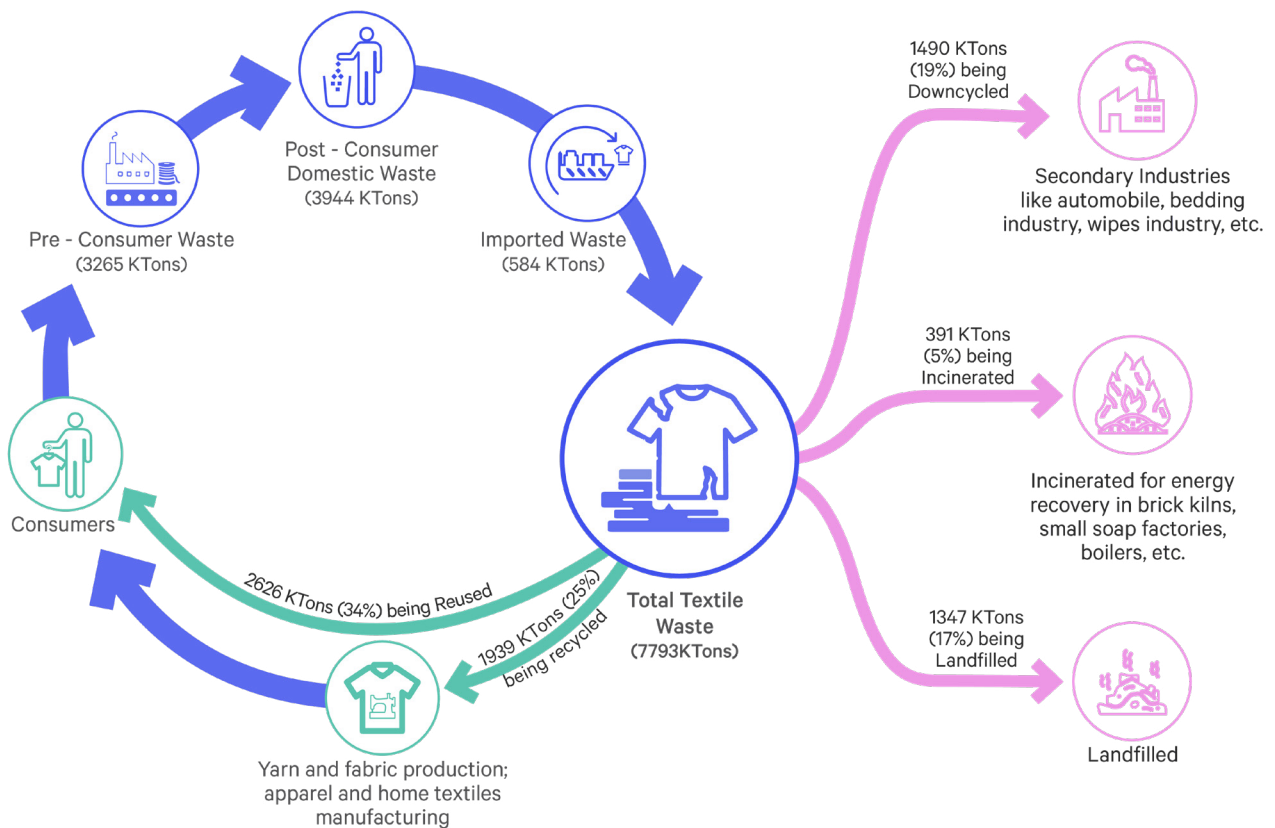 Post - Consumer
Domestic Waste
(3944 KTons)
Pre - Consumer Waste
(3265 KTons)
Imported Waste
(584 KTons)
Consumers
2626 KTons (34%) being Reused
1939 KTons (25%)
being recycled
Total Textile
Waste
(7793KTons)
Yarn and fabric production;
apparel and home textiles
manufacturing
1490 KTons
(19%) being
Downcycled
Secondary Industries
like automobile, bedding
industry, wipes industry, etc.
391 KTons
(5%) being
Incinerated
Incinerated for energy
recovery in brick kilns,
small soap factories,
boilers, etc.
1347 KTons
(17%) being
Landfilled
Landfilled